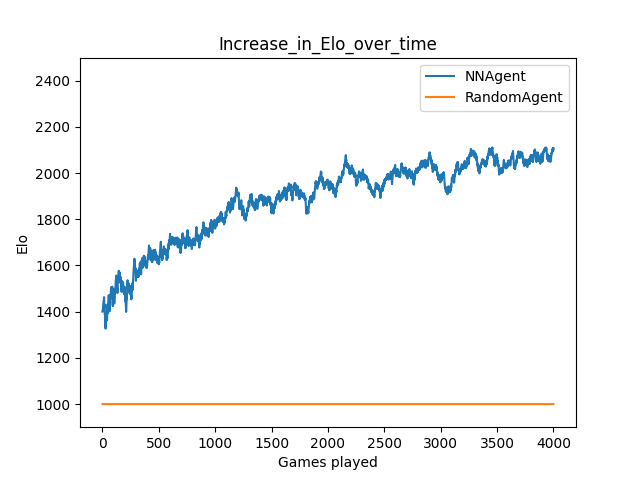 Increase_in_Elo_over_time
NNAgent
RandomAgent
2400
2200
2000
1800
1600
1400
1200
1000
Elo
0 500 1000 1500 2000 2500 3000 3500 4000
Games played